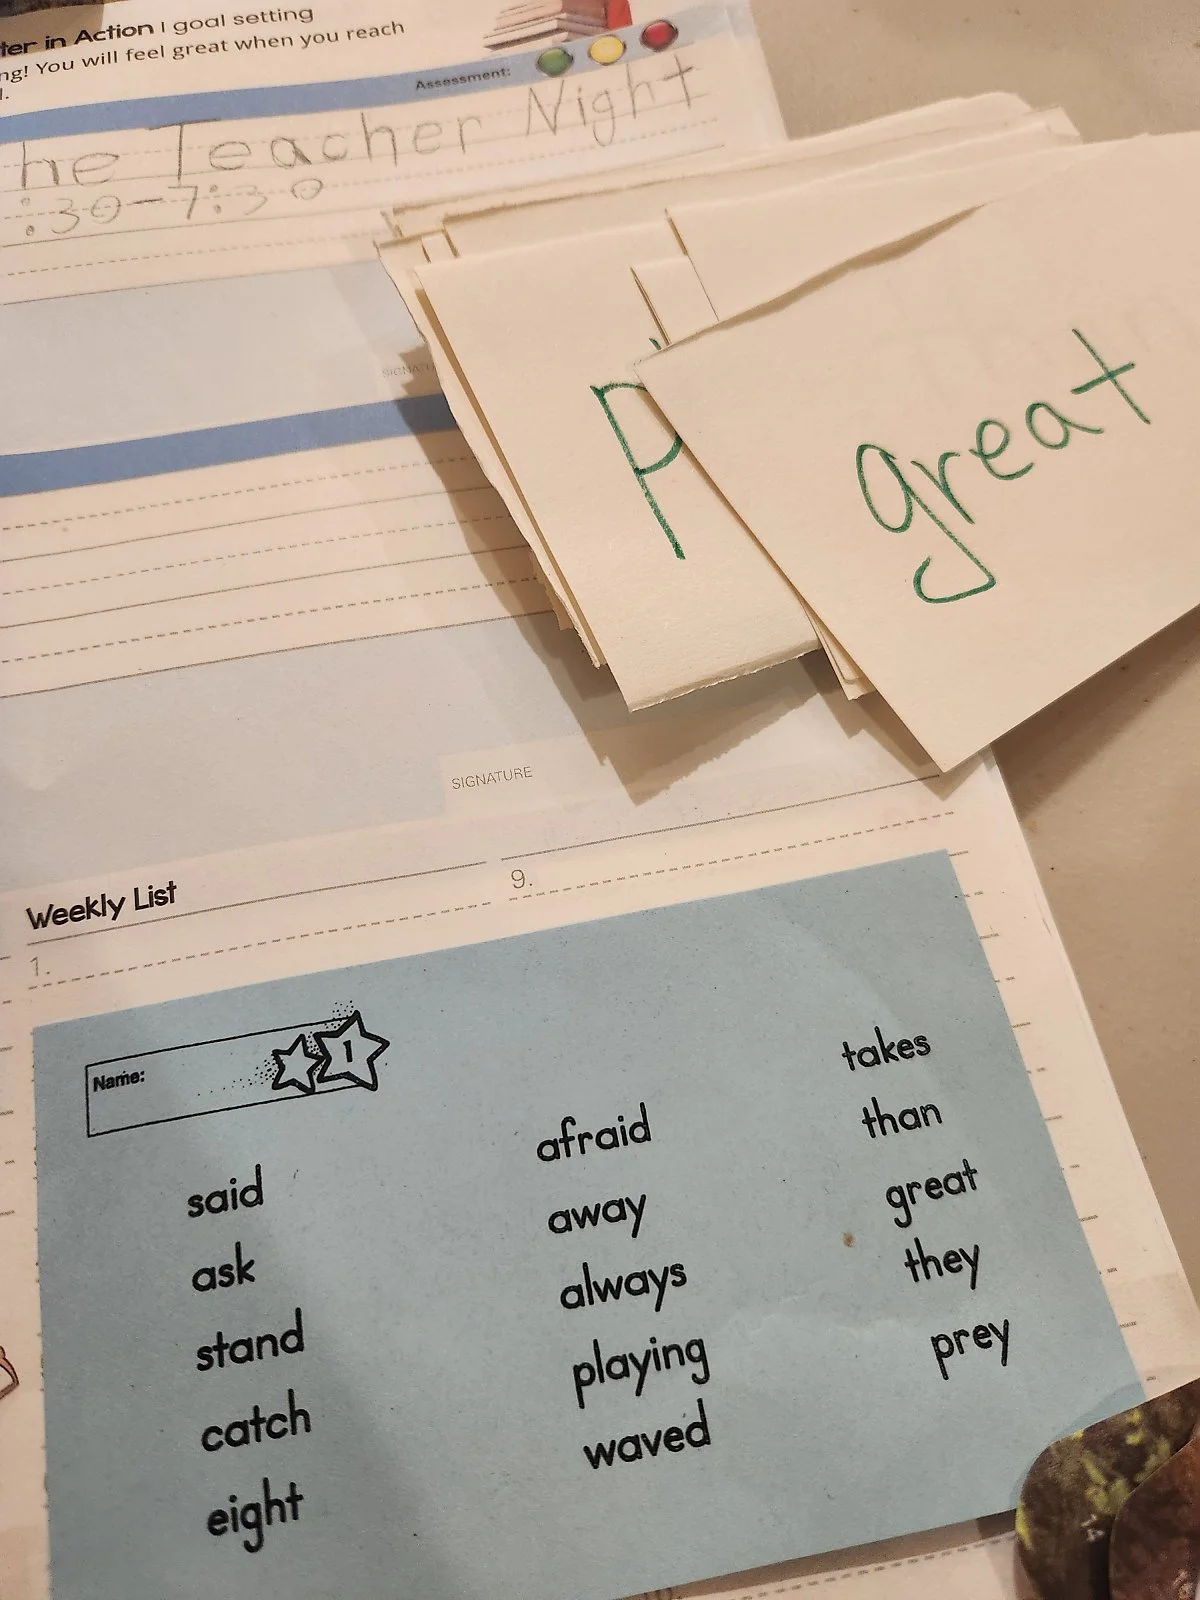 ter in Action | goal setting
ng! You will feel great when you reach
l.
Assessment:
he Teacher Night
:30-7:30
P
great
SIGNATURE
Weekly List
1.
9.
Name:
1
said
ask
stand
catch
eight
afraid
away
always
playing
waved
takes
than
great
they
prey